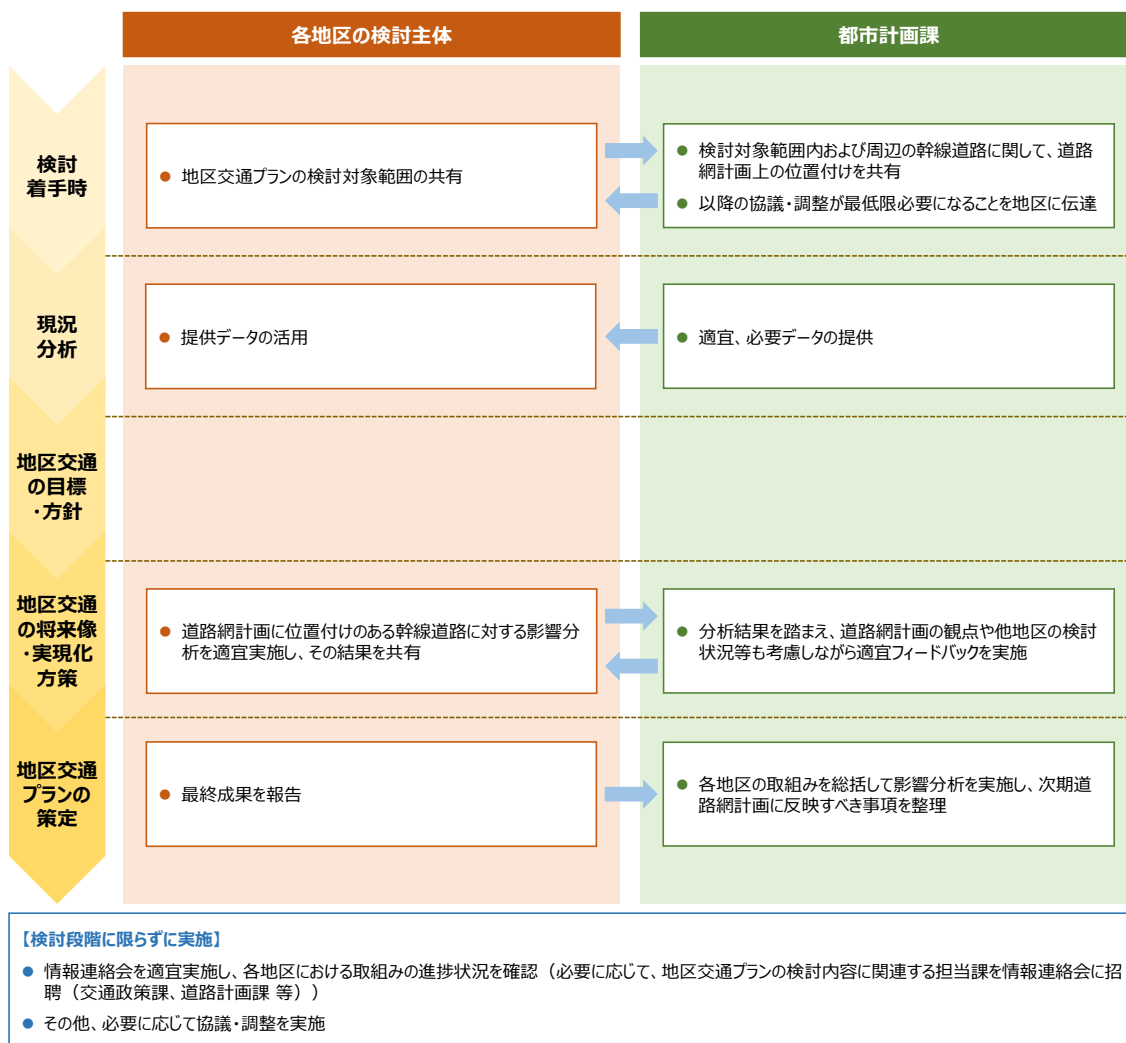 各地区の検討主体
都市計画課
検討
着手時
● 地区交通プランの検討対象範囲の共有
● 検討対象範囲内および周辺の幹線道路に関して、道路
網計画上の位置付けを共有
● 以降の協議・調整が最低限必要になることを地区に伝達
現況
分析
● 提供データの活用
● 適宜、必要データの提供
地区交通
の目標
・方針
地区交通
の将来像
・実現化
方策
● 道路網計画に位置付けのある幹線道路に対する影響分
析を適宜実施し、その結果を共有
● 分析結果を踏まえ、道路網計画の観点や他地区の検討
状況等も考慮しながら適宜フィードバックを実施
地区交通
プランの
策定
● 最終成果を報告
● 各地区の取組みを総括して影響分析を実施し、次期道
路網計画に反映すべき事項を整理
【検討段階に限らずに実施】
● 情報連絡会を適宜実施し、各地区における取組みの進捗状況を確認（必要に応じて、地区交通プランの検討内容に関連する担当課を情報連絡会に招
聘（交通政策課、道路計画課 等））
● その他、必要に応じて協議・調整を実施